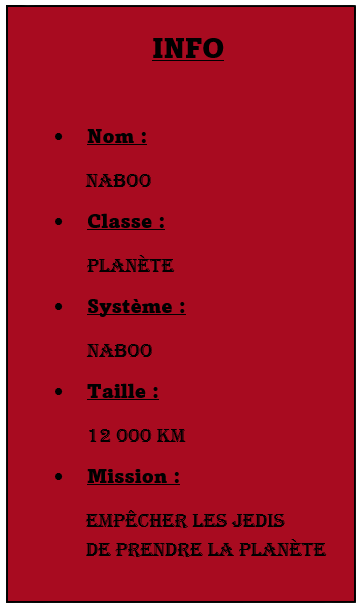 INFO
• Nom :
NABOO
• Classe :
PLANÈTE
• Système :
NABOO
• Taille :
12 000 KM
• Mission :
EMPÊCHER LES JEDIS
DE PRENDRE LA PLANÈTE